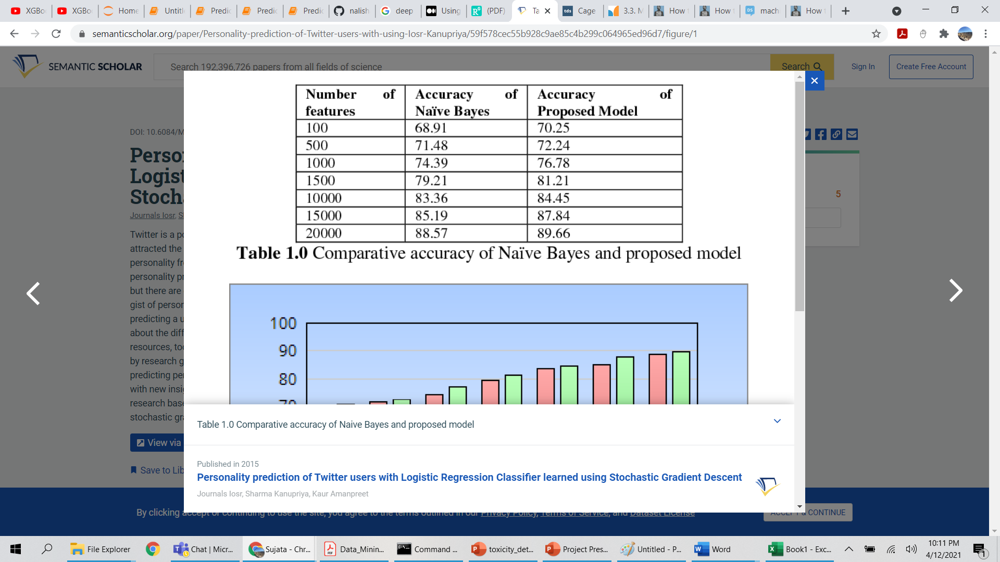 XGBo
XGBo
Home
Untitl
Predic
Predic
Predic
nalish
deep
Using
(PDF)
Ta
Cage
3.3. M
How
How
mach
How
semanticscholar.org/paper/Personality-prediction-of-Twitter-users-with-using-Iosr-Kanupriya/59f578cec55b928c9ae85c4b299c064965ed96d7/figure/1
SEMANTIC SCHOLAR
Search 192,396,726 papers from all fields of science
Search
Sign In
Create Free Account
Number of features Accuracy of Naïve Bayes Accuracy of Proposed Model
100 68.91 70.25
500 71.48 72.24
1000 74.39 76.78
1500 79.21 81.21
10000 83.36 84.45
15000 85.19 87.84
20000 88.57 89.66
Table 1.0 Comparative accuracy of Naïve Bayes and proposed model
100
90
80
70
DOI: 10.6084/M
Perso
Logist
Stoch
Journals Iosr, S
Twitter is a po
attracted the
personality fr
personality pr
but there are
gist of person
predicting a u
about the diff
resources, to
by research g
predicting pe
with new insi
research base
stochastic gr
5
View via
Save to Lib
Table 1.0 Comparative accuracy of Naive Bayes and proposed model
Published in 2015
Personality prediction of Twitter users with Logistic Regression Classifier learned using Stochastic Gradient Descent
Journals Iosr, Sharma Kanupriya, Kaur Amanpreet
By clicking accept or continuing to use the site, you agree to the terms outlined in our Privacy Policy, Terms of Service, and Dataset License
ACCEPT & CONTINUE
File Explorer
Chat | Micr...
Sujata - Chr...
Data_Minin...
Command ...
toxicity_det...
Project Pres...
Untitled - P...
Word
Book1 - Exc...
10:11 PM
4/12/2021
1